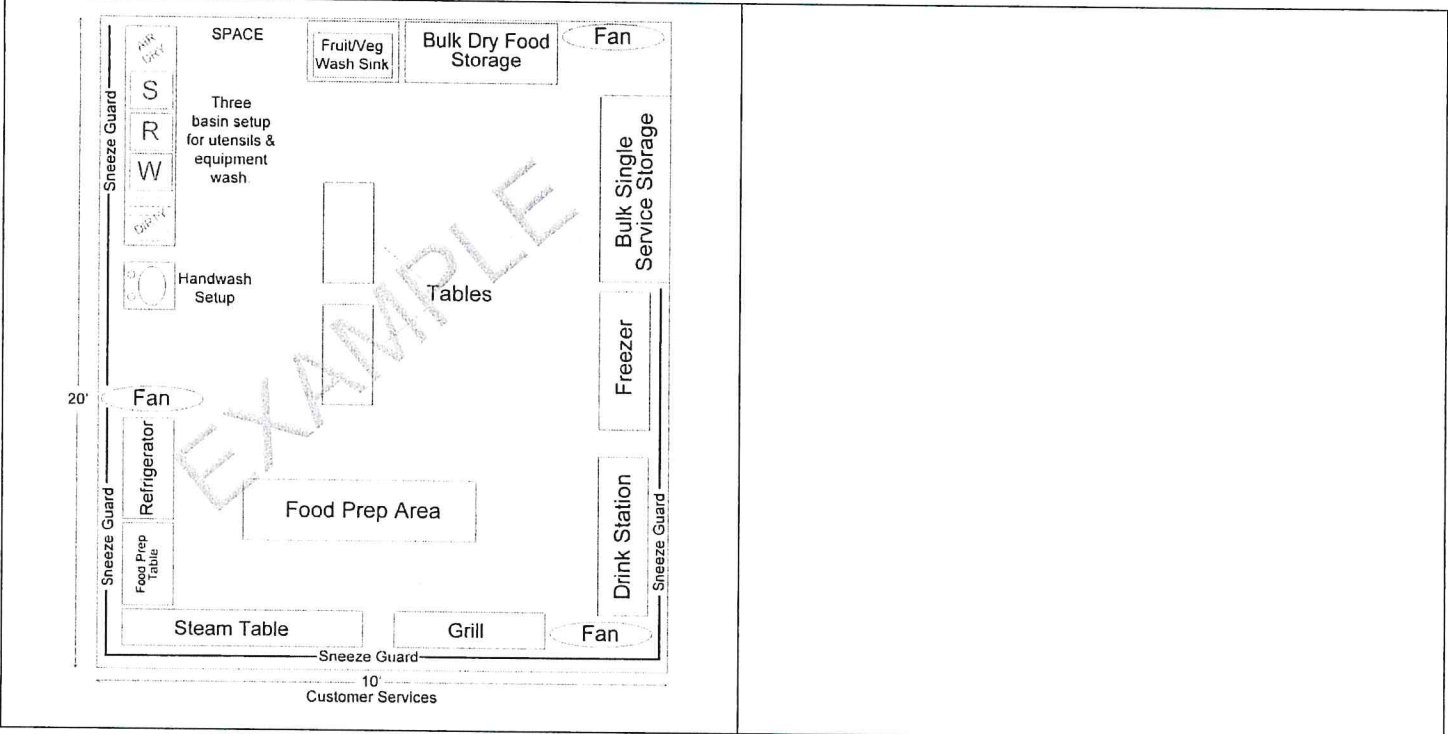 AIR
DRY
SPACE
Fruit/Veg
Wash Sink
Bulk Dry Food
Storage
Fan
Sneeze Guard
S
R
W
DIRTY
Three
basin setup
for utensils &
equipment
wash.
Bulk Single
Service Storage
Handwash
Setup
Tables
EXAMPLE
Freezer
20'
Fan
Refrigerator
Sneeze Guard
Food Prep
Table
Food Prep Area
Drink Station
Sneeze Guard
Steam Table
Grill
Fan
Sneeze Guard
10'
Customer Services